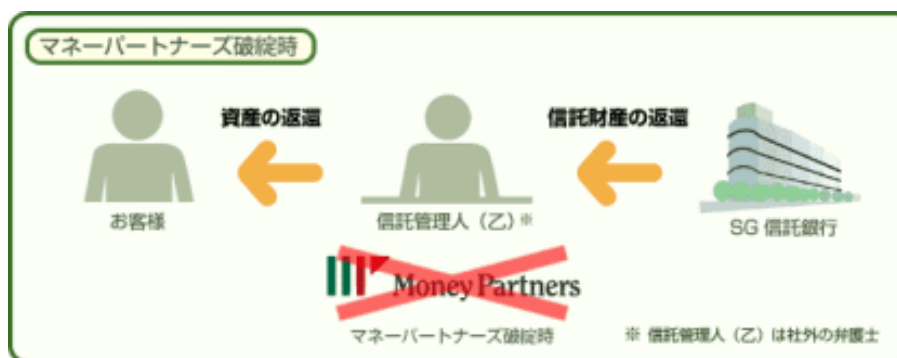 マネーパートナーズ破綻時
資産の返還
信託財産の返還
お客様
信託管理人（乙）※
SG 信託銀行
Money Partners
マネーパートナーズ破綻時
※ 信託管理人（乙）は社外の弁護士